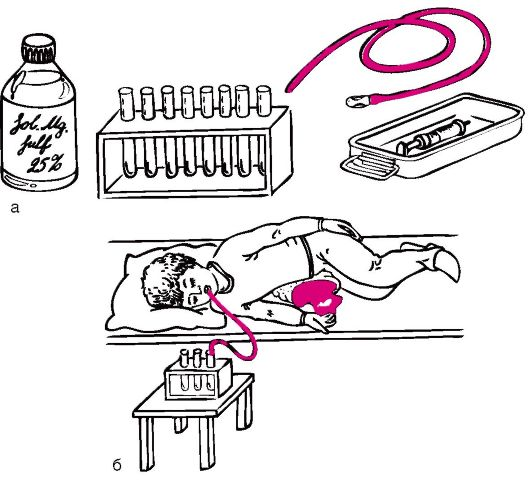 Sol. Mg.
sulf
25%
а
б